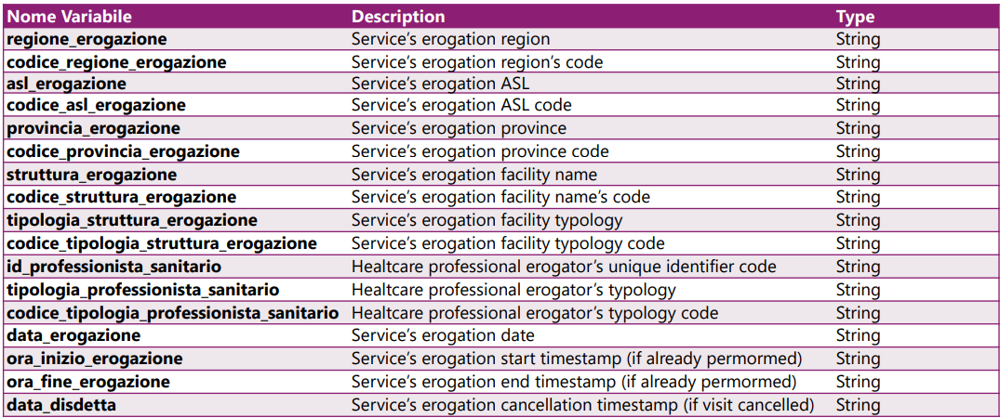 Nome Variabile Description Type
regione_erogazione Service's erogation region String
codice_regione_erogazione Service's erogation region's code String
asl_erogazione Service's erogation ASL String
codice_asl_erogazione Service's erogation ASL code String
provincia_erogazione Service's erogation province String
codice_provincia_erogazione Service's erogation province code String
struttura_erogazione Service's erogation facility name String
codice_struttura_erogazione Service's erogation facility name's code String
tipologia_struttura_erogazione Service's erogation facility typology String
codice_tipologia_struttura_erogazione Service's erogation facility typology code String
id_professionista_sanitario Healtcare professional erogator's unique identifier code String
tipologia_professionista_sanitario Healtcare professional erogator's typology String
codice_tipologia_professionista_sanitario Healtcare professional erogator's typology code String
data_erogazione Service's erogation date String
ora_inizio_erogazione Service's erogation start timestamp (if already permormed) String
ora_fine_erogazione Service's erogation end timestamp (if already permormed) String
data_disdetta Service's erogation cancellation timestamp (if visit cancelled) String